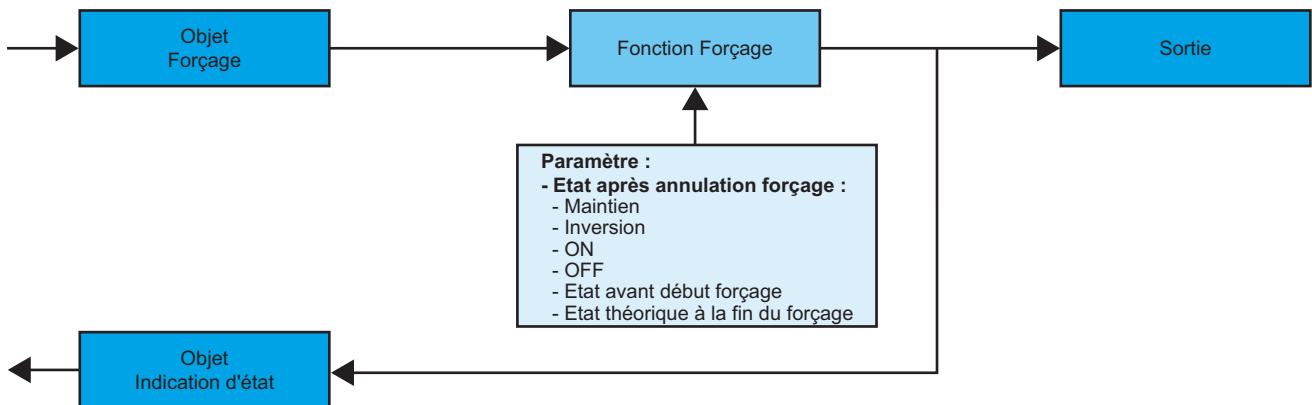 Objet
Forçage
Fonction Forçage
Sortie
Paramètre :
- Etat après annulation forçage :
- Maintien
- Inversion
- ON
- OFF
- Etat avant début forçage
- Etat théorique à la fin du forçage
Objet
Indication d'état